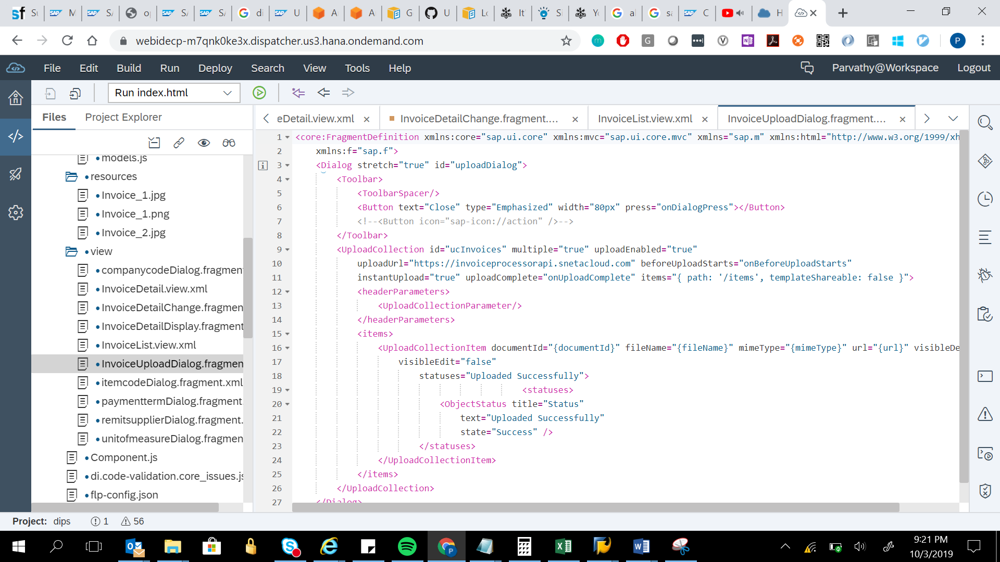 webidecp-m7qnk0ke3x.dispatcher.us3.hana.ondemand.com
File Edit Build Run Deploy Search View Tools Help Parvathy@Workspace Logout
Run index.html
Files Project Explorer
eDetail.view.xml InvoiceDetailChange.fragment.... InvoiceList.view.xml InvoiceUploadDialog.fragment....
models.js
resources
Invoice_1.jpg
Invoice_1.png
Invoice_2.jpg
view
companycodeDialog.fragment
InvoiceDetail.view.xml
InvoiceDetailChange.fragmen
InvoiceDetailDisplay.fragment
InvoiceList.view.xml
InvoiceUploadDialog.fragmen
itemcodeDialog.fragment.xml
paymenttermDialog.fragment.
remitsupplierDialog.fragment.
unitofmeasureDialog.fragmen
Component.js
di.code-validation.core_issues.js
flp-config.json
1 <core:FragmentDefinition xmlns:core="sap.ui.core" xmlns:mvc="sap.ui.core.mvc" xmlns="sap.m" xmlns:html="http://www.w3.org/1999/xh
2 xmlns:f="sap.f">
3 <Dialog stretch="true" id="uploadDialog">
4 <Toolbar>
5 <ToolbarSpacer/>
6 <Button text="Close" type="Emphasized" width="80px" press="onDialogPress"></Button>
7 <!--<Button icon="sap-icon://action" />-->
8 </Toolbar>
9 <UploadCollection id="ucInvoices" multiple="true" uploadEnabled="true"
10 uploadUrl="https://invoiceprocessorapi.snetacloud.com" beforeUploadStarts="onBeforeUploadStarts"
11 instantUpload="true" uploadComplete="onUploadComplete" items="{ path: '/items', templateShareable: false }">
12 <headerParameters>
13 <UploadCollectionParameter/>
14 </headerParameters>
15 <items>
16 <UploadCollectionItem documentId="{documentId}" fileName="{fileName}" mimeType="{mimeType}" url="{url}" visibleDe
17 visibleEdit="false"
18 statuses="Uploaded Successfully">
19 <statuses>
20 <ObjectStatus title="Status"
21 text="Uploaded Successfully"
22 state="Success" />
23 </statuses>
24 </UploadCollectionItem>
25 </items>
26 </UploadCollection>
27 </Dialog>
Project: dips 1 56
9:21 PM
10/3/2019